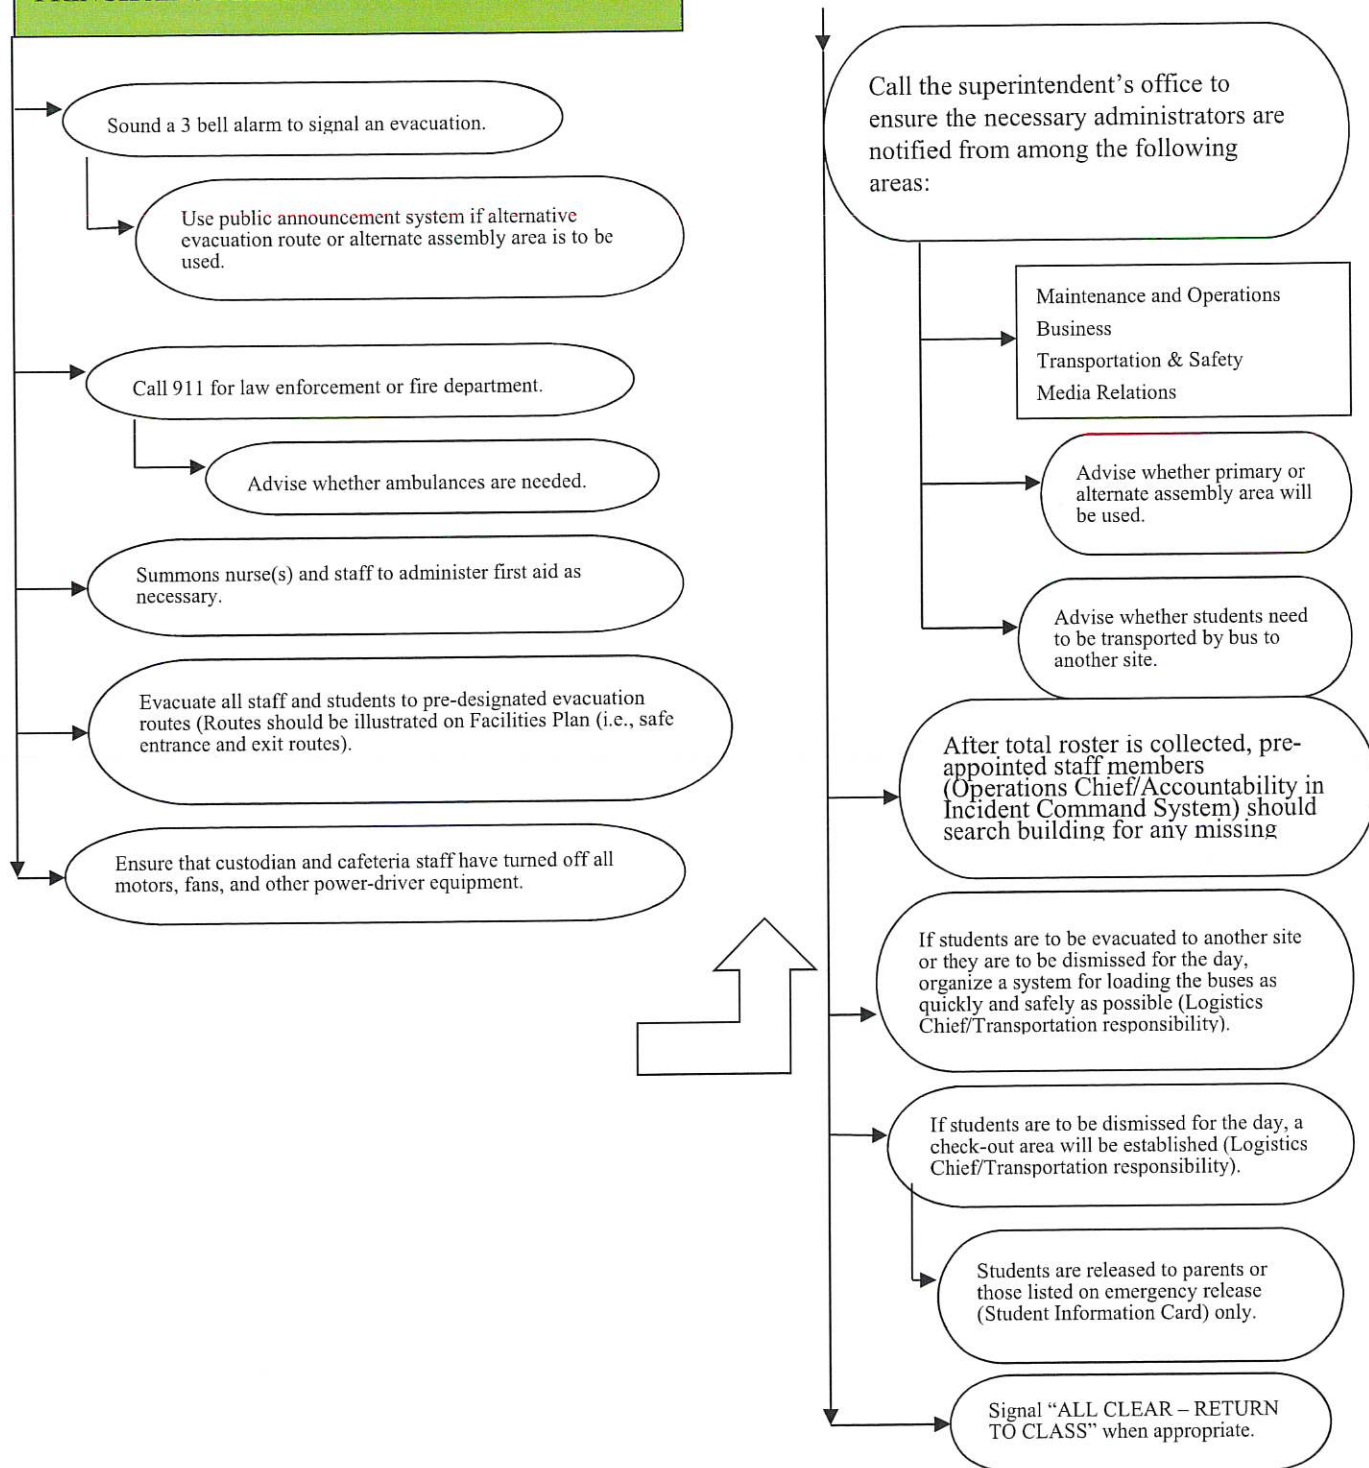 Sound a 3 bell alarm to signal an evacuation.
Use public announcement system if alternative
evacuation route or alternate assembly area is to be
used.
Call 911 for law enforcement or fire department.
Advise whether ambulances are needed.
Summons nurse(s) and staff to administer first aid as
necessary.
Evacuate all staff and students to pre-designated evacuation
routes (Routes should be illustrated on Facilities Plan (i.e., safe
entrance and exit routes).
Ensure that custodian and cafeteria staff have turned off all
motors, fans, and other power-driver equipment.
Call the superintendent's office to
ensure the necessary administrators are
notified from among the following
areas:
Maintenance and Operations
Business
Transportation & Safety
Media Relations
Advise whether primary or
alternate assembly area will
be used.
Advise whether students need
to be transported by bus to
another site.
After total roster is collected, pre-
appointed staff members
(Operations Chief/Accountability in
Incident Command System) should
search building for any missing
If students are to be evacuated to another site
or they are to be dismissed for the day,
organize a system for loading the buses as
quickly and safely as possible (Logistics
Chief/Transportation responsibility).
If students are to be dismissed for the day, a
check-out area will be established (Logistics
Chief/Transportation responsibility).
Students are released to parents or
those listed on emergency release
(Student Information Card) only.
Signal “ALL CLEAR – RETURN
TO CLASS” when appropriate.